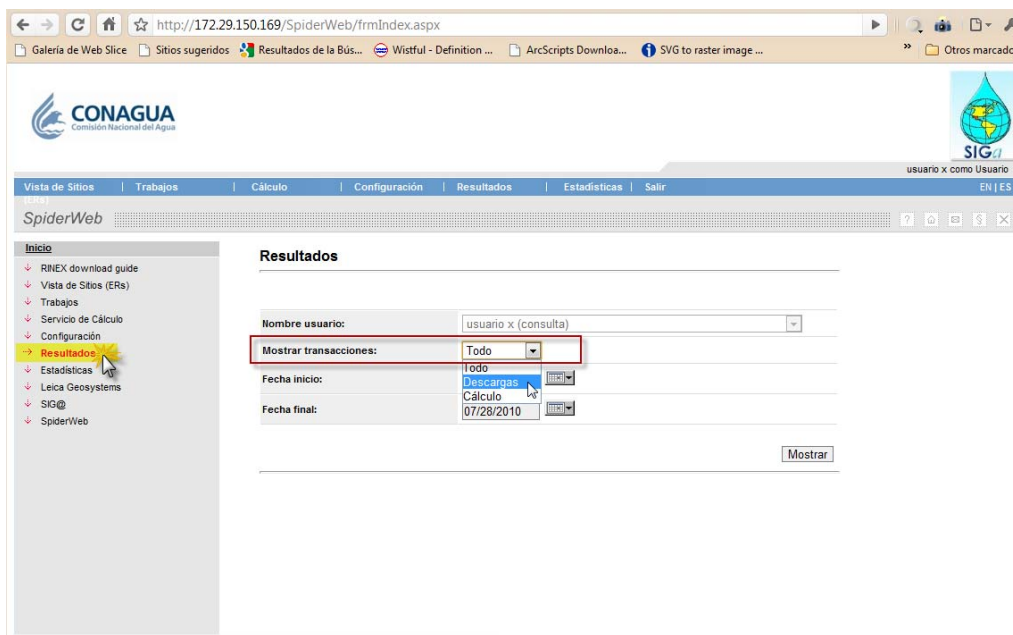 http://172.29.150.169/SpiderWeb/frmIndex.aspx
Galería de Web Slice Sitios sugeridos Resultados de la Bús... Wistful - Definition ... ArcScripts Downloa... SVG to raster image ... » Otros marcado
CONAGUA
Comisión Nacional del Agua
SIGa
usuario x como Usuario
Vista de Sitios | Trabajos | Cálculo | Configuración | Resultados | Estadísticas | Salir EN | ES
(ERs)
SpiderWeb
? § X
Inicio
RINEX download guide
Vista de Sitios (ERs)
Trabajos
Servicio de Cálculo
Configuración
Resultados
Estadísticas
Leica Geosystems
SIG@
SpiderWeb
Resultados
Nombre usuario: usuario x (consulta)
Mostrar transacciones: Todo
Todo
Fecha inicio: Descargas
Cálculo
Fecha final: 07/28/2010
Mostrar